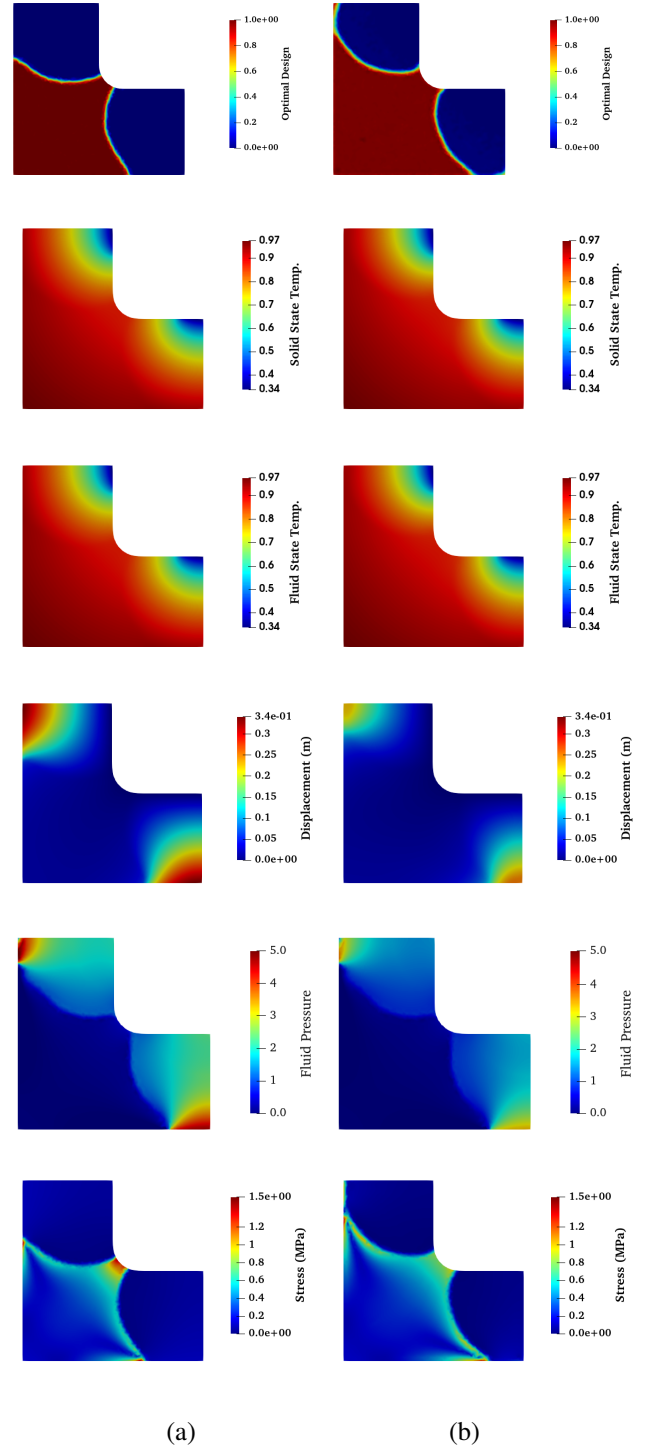 1.0e+00
0.8
0.6
0.4
0.2
0.0e+00
Optimal Design
1.0e+00
0.8
0.6
0.4
0.2
0.0e+00
Optimal Design
0.97
0.9
0.8
0.7
0.6
0.5
0.4
0.34
Solid State Temp.
0.97
0.9
0.8
0.7
0.6
0.5
0.4
0.34
Solid State Temp.
0.97
0.9
0.8
0.7
0.6
0.5
0.4
0.34
Fluid State Temp.
0.97
0.9
0.8
0.7
0.6
0.5
0.4
0.34
Fluid State Temp.
3.4e-01
0.3
0.25
0.2
0.15
0.1
0.05
0.0e+00
Displacement (m)
3.4e-01
0.3
0.25
0.2
0.15
0.1
0.05
0.0e+00
Displacement (m)
5.0
4
3
2
1
0.0
Fluid Pressure
5.0
4
3
2
1
0.0
Fluid Pressure
1.5e+00
1.2
1
0.8
0.6
0.4
0.2
0.0e+00
Stress (MPa)
1.5e+00
1.2
1
0.8
0.6
0.4
0.2
0.0e+00
Stress (MPa)
(a)
(b)